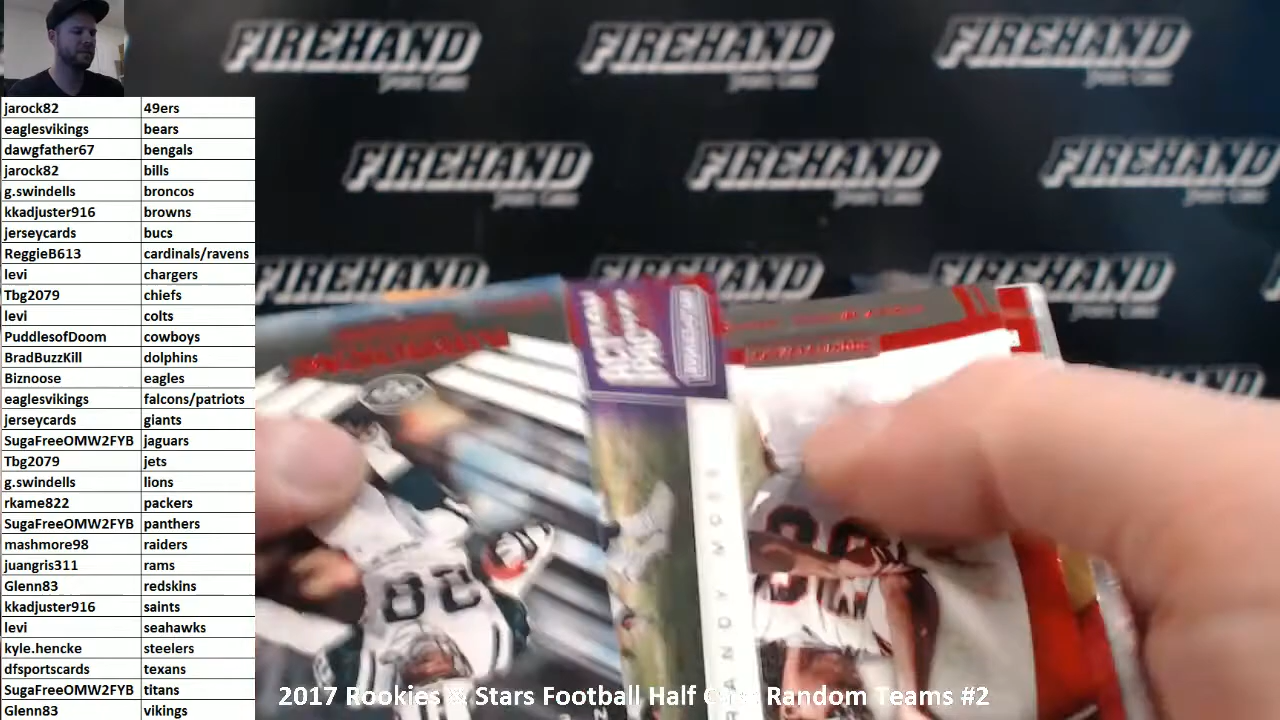 FIREHAND FIREHAND FIREHAND
FIREHAND FIREHAND FIREHAND
FIREHAND FIREHAND FIREHAND
jarock82 49ers
eaglesvikings bears
dawgfather67 bengals
jarock82 bills
g.swindells broncos
kkadjuster916 browns
jerseycards bucs
ReggieB613 cardinals/ravens
levi chargers
Tbg2079 chiefs
levi colts
PuddlesofDoom cowboys
BradBuzzKill dolphins
Biznoose eagles
eaglesvikings falcons/patriots
jerseycards giants
SugaFreeOMW2FYB jaguars
Tbg2079 jets
g.swindells lions
rkame822 packers
SugaFreeOMW2FYB panthers
mashmore98 raiders
juangris311 rams
Glenn83 redskins
kkadjuster916 saints
levi seahawks
kyle.hencke steelers
dfsportscards texans
SugaFreeOMW2FYB titans
Glenn83 vikings
RANDY MOSS
2017 Rookies & Stars Football Half Case Random Teams #2